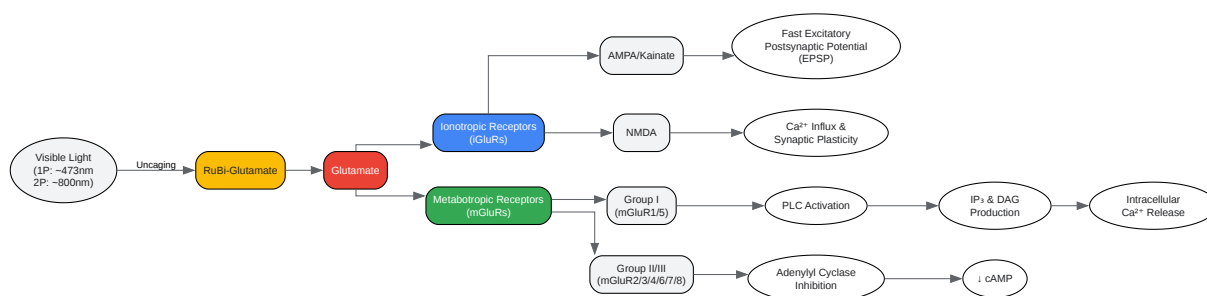 Visible Light
(1P: ~473nm
2P: ~800nm)
Uncaging
RuBi-Glutamate
Glutamate
Ionotropic Receptors
(iGluRs)
AMPA/Kainate
Fast Excitatory
Postsynaptic Potential
(EPSP)
NMDA
Ca²⁺ Influx &
Synaptic Plasticity
Metabotropic Receptors
(mGluRs)
Group I
(mGluR1/5)
PLC Activation
IP₃ & DAG
Production
Intracellular
Ca²⁺ Release
Group II/III
(mGluR2/3/4/6/7/8)
Adenylyl Cyclase
Inhibition
↓ cAMP